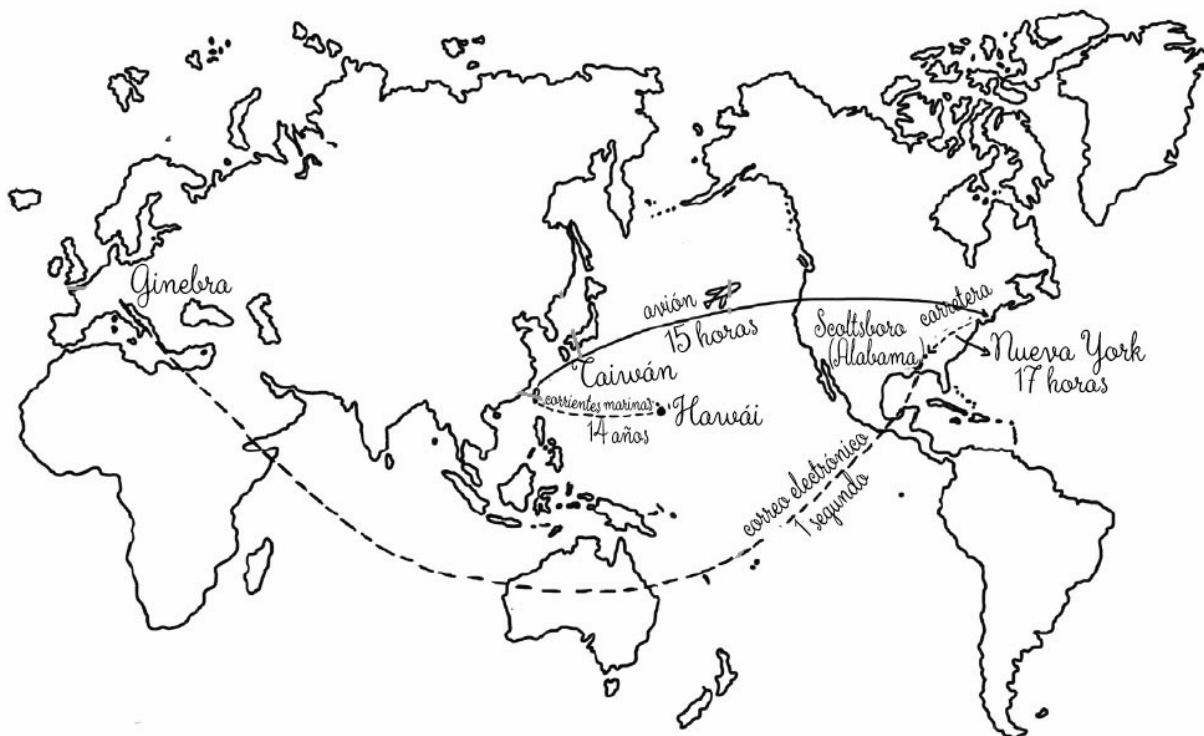 Ginebra
avión
15 horas
carretera
Scoltsboro
(Alabama)
Nueva York
17 horas
Taiwán
corrientes marinas
14 años
Hawái
correo electrónico
1 segundo